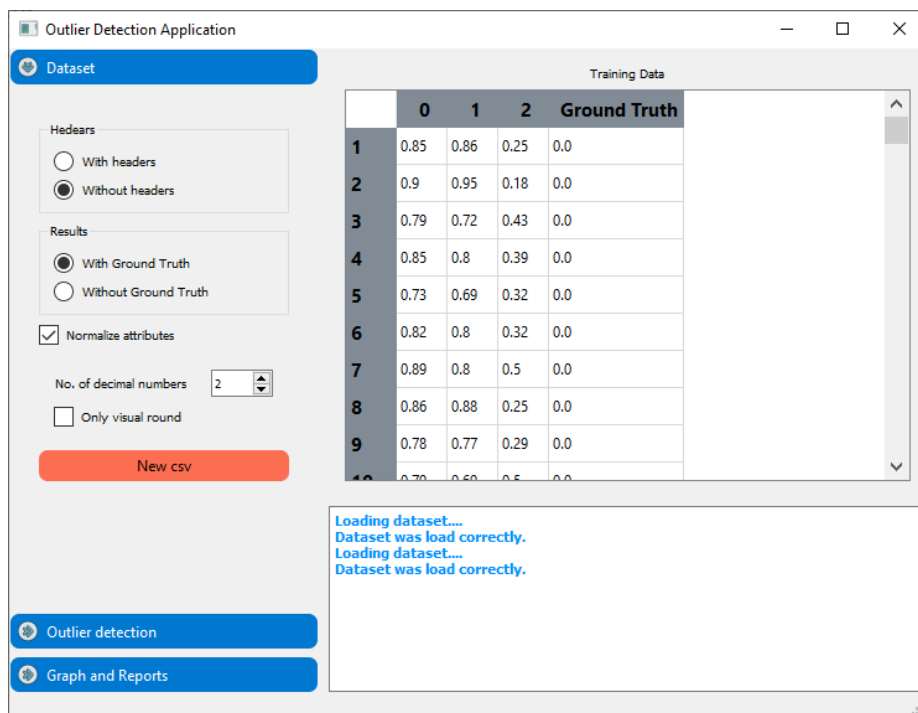 Outlier Detection Application
Dataset
Hedears
With headers
Without headers
Results
With Ground Truth
Without Ground Truth
Normalize attributes
No. of decimal numbers 2
Only visual round
New csv
Outlier detection
Graph and Reports
Training Data
0 1 2 Ground Truth
1 0.85 0.86 0.25 0.0
2 0.9 0.95 0.18 0.0
3 0.79 0.72 0.43 0.0
4 0.85 0.8 0.39 0.0
5 0.73 0.69 0.32 0.0
6 0.82 0.8 0.32 0.0
7 0.89 0.8 0.5 0.0
8 0.86 0.88 0.25 0.0
9 0.78 0.77 0.29 0.0
Loading dataset....
Dataset was load correctly.
Loading dataset....
Dataset was load correctly.